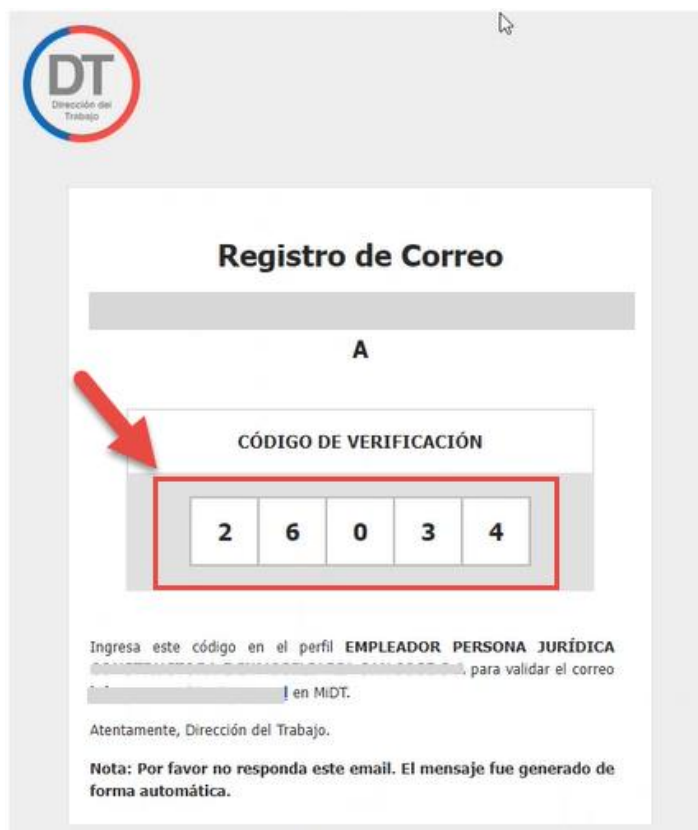 DT
Dirección del
Trabajo
Registro de Correo
A
CÓDIGO DE VERIFICACIÓN
2 6 0 3 4
Ingresa este código en el perfil EMPLEADOR PERSONA JURÍDICA
, para validar el correo
en MiDT.
Atentamente, Dirección del Trabajo.
Nota: Por favor no responda este email. El mensaje fue generado de
forma automática.